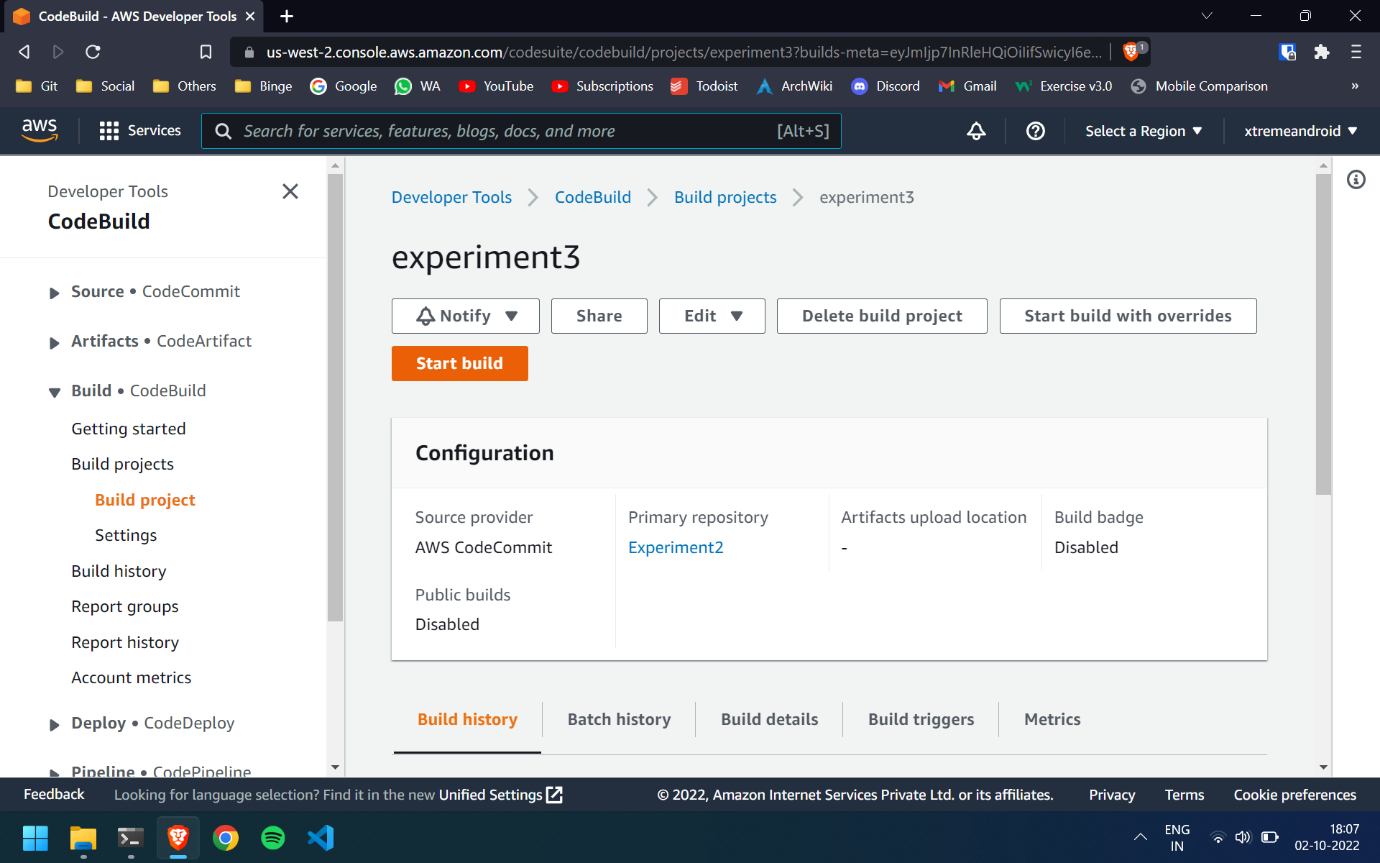 CodeBuild - AWS Developer Tools
us-west-2.console.aws.amazon.com/codesuite/codebuild/projects/experiment3?builds-meta=eyJmIjp7InRleHQiOiIifSwicyI6e...
1
Git Social Others Binge Google WA YouTube Subscriptions Todoist ArchWiki Discord Gmail Exercise v3.0 Mobile Comparison »
aws Services Search for services, features, blogs, docs, and more [Alt+S] Select a Region xtremeandroid
Developer Tools
CodeBuild
Source • CodeCommit
Artifacts • CodeArtifact
Build • CodeBuild
Getting started
Build projects
Build project
Settings
Build history
Report groups
Report history
Account metrics
Deploy • CodeDeploy
Pipeline • CodePipeline
Developer Tools CodeBuild Build projects experiment3
experiment3
Notify Share Edit Delete build project Start build with overrides
Start build
Configuration
Source provider
AWS CodeCommit
Primary repository
Experiment2
Artifacts upload location
-
Build badge
Disabled
Public builds
Disabled
Build history Batch history Build details Build triggers Metrics
Feedback Looking for language selection? Find it in the new Unified Settings © 2022, Amazon Internet Services Private Ltd. or its affiliates. Privacy Terms Cookie preferences
ENG
IN
18:07
02-10-2022